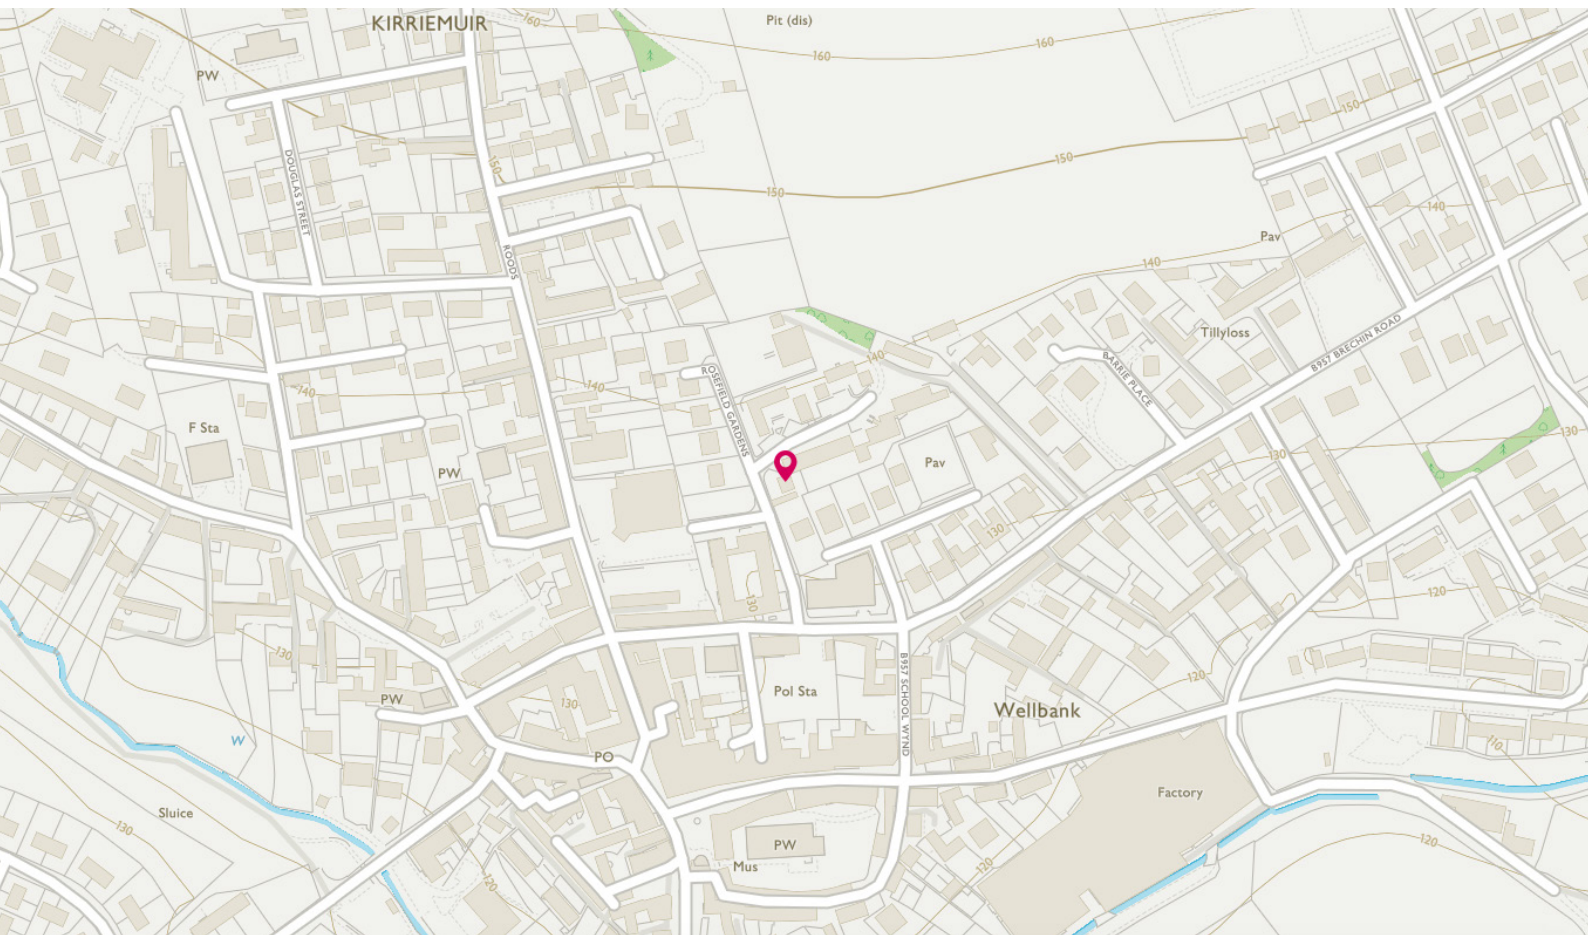 KIRRIEMUIR
160
Pit (dis)
160
160
PW
150
150
150
150
DOUGLAS STREET
ROODS
140
Pav
140
Tillyloss
B957 BRECHIN ROAD
BARRIE PLACE
140
ROSEFIELD GARDENS
140
140
F Sta
130
130
PW
Pav
130
130
120
130
PW
130
Pol Sta
B957 SCHOOL WYND
Wellbank
120
W
PO
110
Sluice
Factory
130
120
PW
Mus
120
120